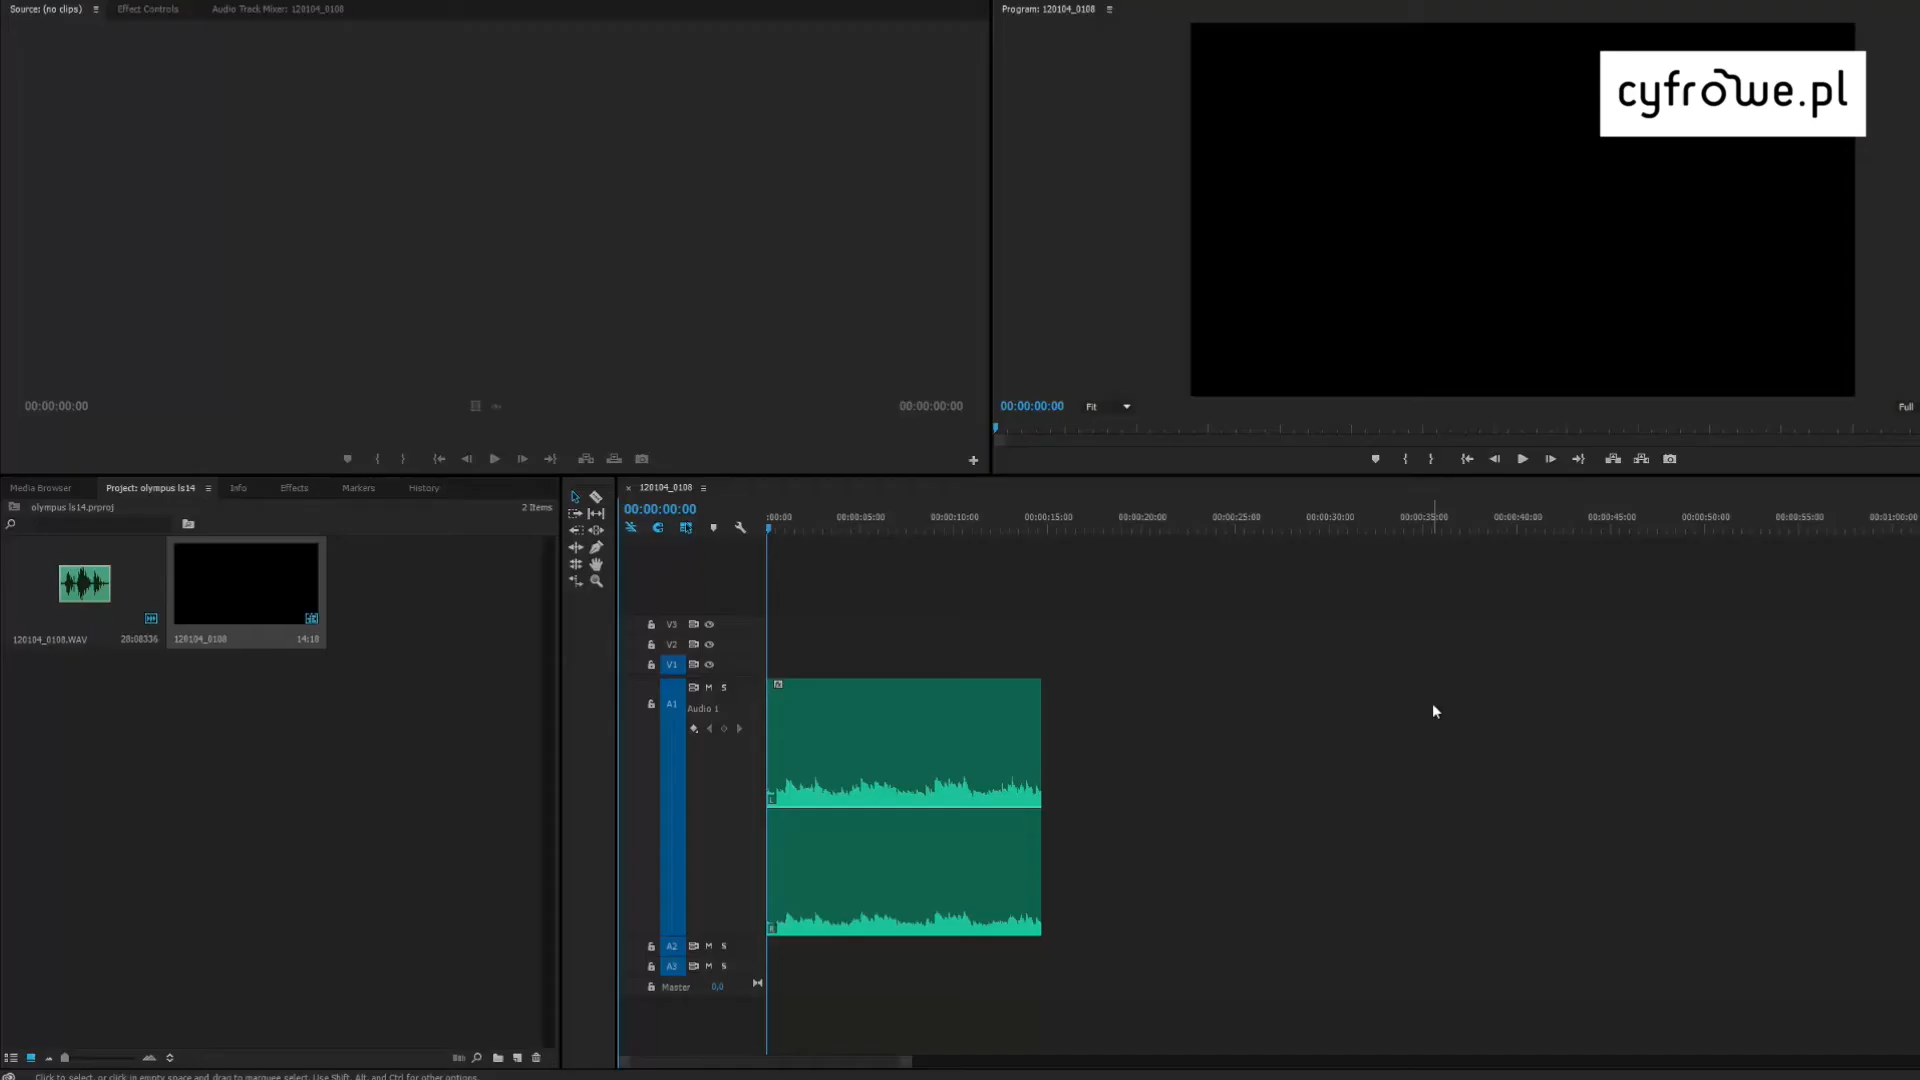 Source: (no clips)
Effect Controls
Audio Track Mixer: 120104_0108
Program: 120104_0108
cyfrowe.pl
00:00:00:00
00:00:00:00
00:00:00:00
Fit
Full
Media Browser
Project: olympus ls14
Info
Effects
Markers
History
olympus ls14.prproj
2 Items
120104_0108.WAV
28:08336
120104_0108
14:18
120104_0108
00:00:00:00
:00:00
00:00:05:00
00:00:10:00
00:00:15:00
00:00:20:00
00:00:25:00
00:00:30:00
00:00:35:00
00:00:40:00
00:00:45:00
00:00:50:00
00:00:55:00
00:01:00:00
V3
V2
V1
M S
A1
Audio 1
fx
L
R
A2 M S
A3 M S
Master 0,0
Click to select, or click in empty space and drag to marquee select. Use Shift, Alt, and Ctrl for other options.